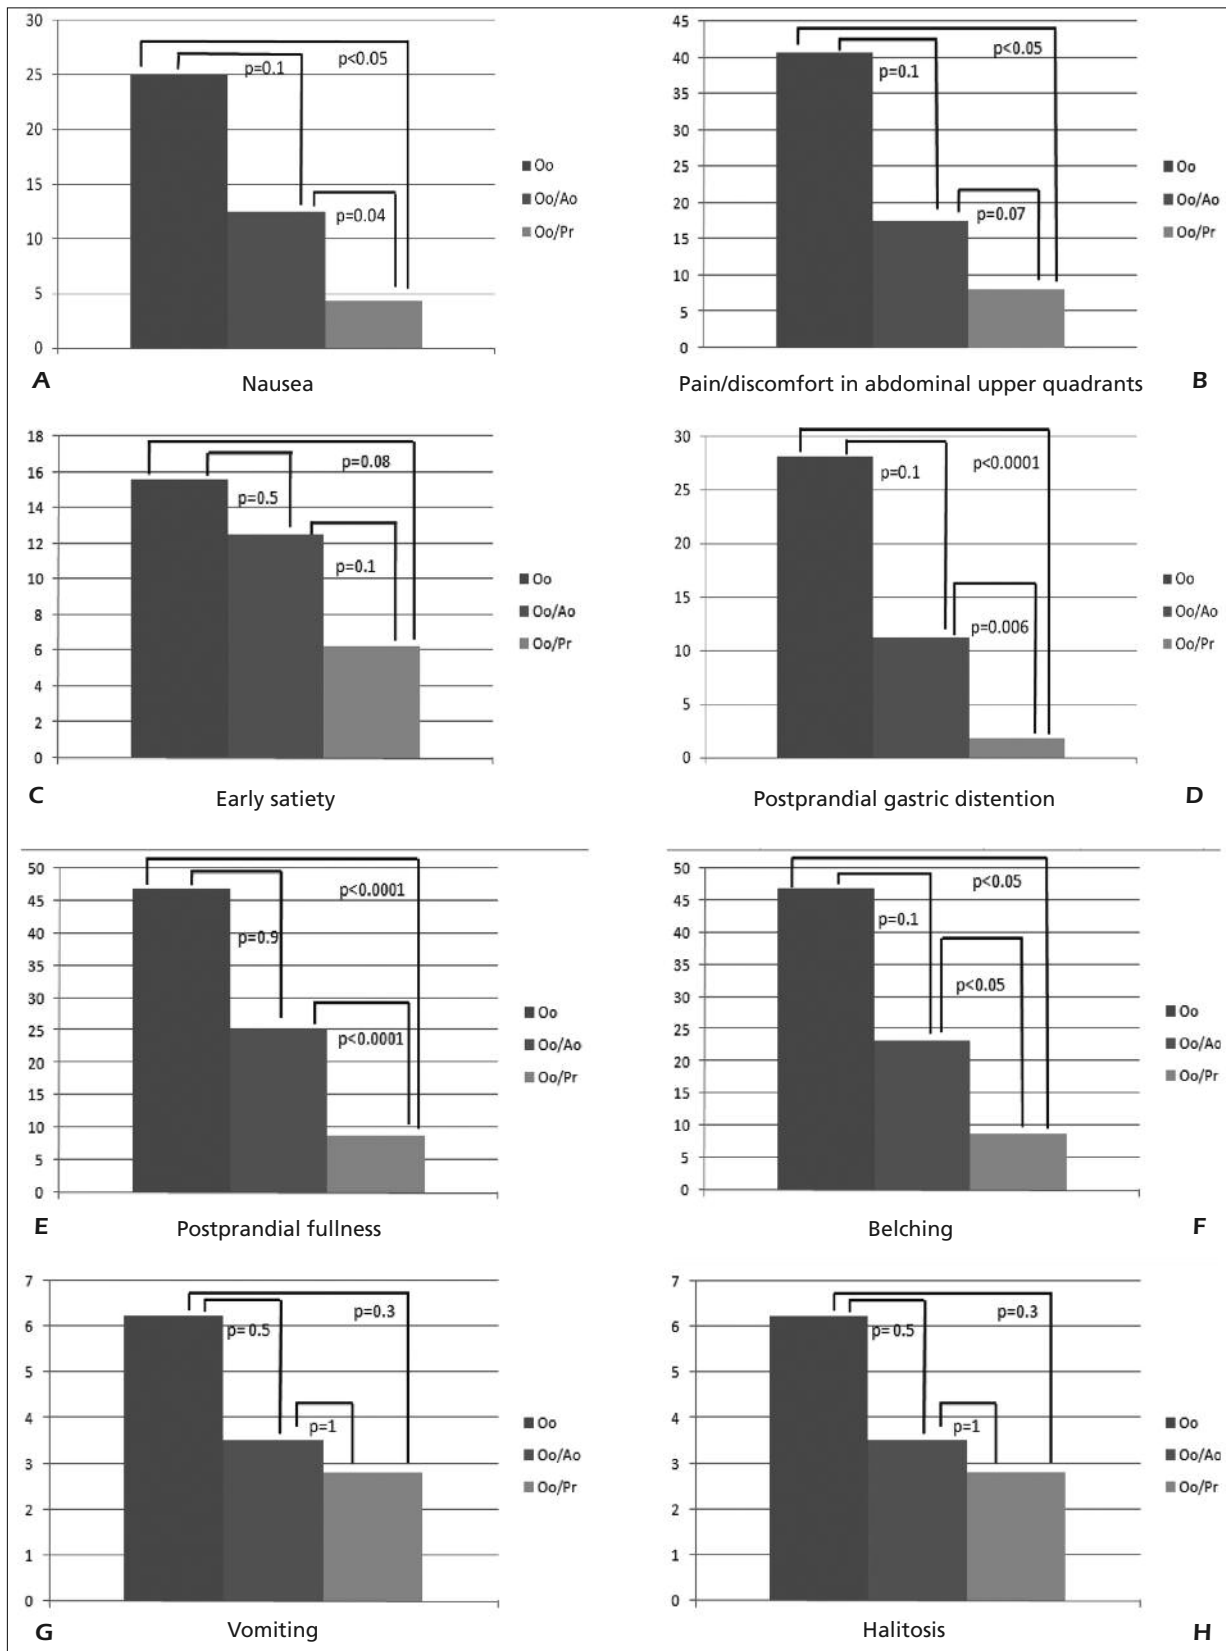 30
25
20
15
10
5
0
p<0.05
p=0.1
p=0.04
Oo
Oo/Ao
Oo/Pr
A
Nausea
45
40
35
30
25
20
15
10
5
0
p<0.05
p=0.1
p=0.07
Oo
Oo/Ao
Oo/Pr
Pain/discomfort in abdominal upper quadrants
B
18
16
14
12
10
8
6
4
2
0
p=0.08
p=0.5
p=0.1
Oo
Oo/Ao
Oo/Pr
C
Early satiety
30
25
20
15
10
5
0
p<0.0001
p=0.1
p=0.006
Oo
Oo/Ao
Oo/Pr
Postprandial gastric distention
D
50
45
40
35
30
25
20
15
10
5
0
p<0.0001
p=0.9
p<0.0001
Oo
Oo/Ao
Oo/Pr
E
Postprandial fullness
50
45
40
35
30
25
20
15
10
5
0
p<0.05
p=0.1
p<0.05
Oo
Oo/Ao
Oo/Pr
Belching
F
7
6
5
4
3
2
1
0
p=0.3
p= 0.5
p=1
Oo
Oo/Ao
Oo/Pr
G
Vomiting
7
6
5
4
3
2
1
0
p=0.3
p= 0.5
p=1
Oo
Oo/Ao
Oo/Pr
Halitosis
H